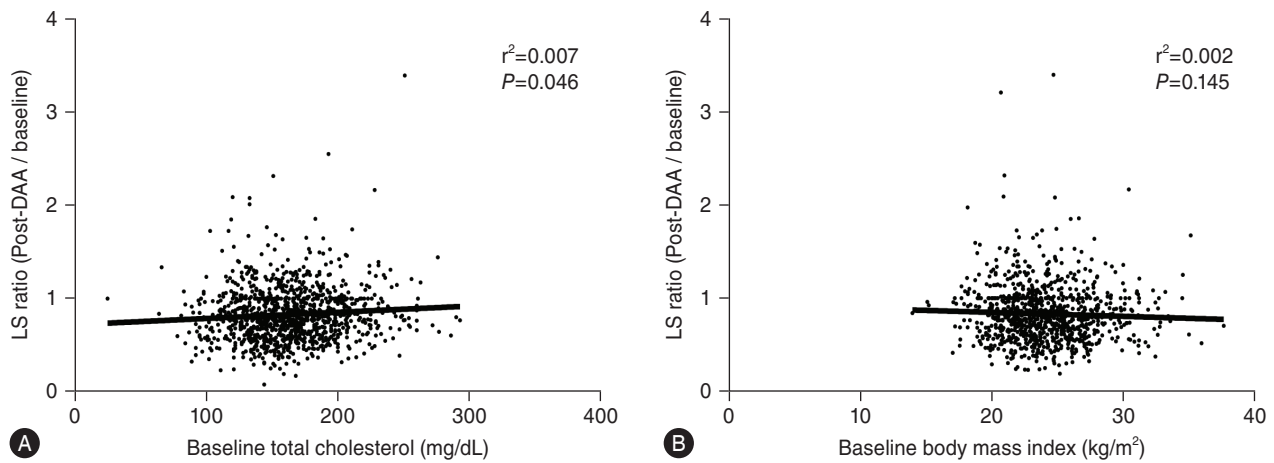 4
3
2
1
0
LS ratio (Post-DAA / baseline)
r²=0.007
P=0.046
0
100
200
300
400
Baseline total cholesterol (mg/dL)
A
4
3
2
1
0
LS ratio (Post-DAA / baseline)
r²=0.002
P=0.145
0
10
20
30
40
Baseline body mass index (kg/m²)
B